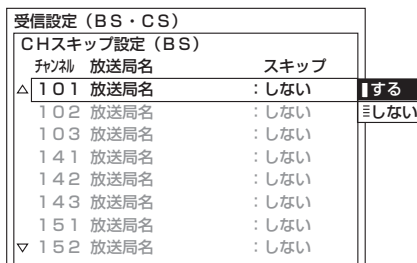 受信設定（ＢＳ・ＣＳ）
ＣＨスキップ設定（ＢＳ）
ﾁｬﾝﾈﾙ 放送局名 スキップ
１０１ 放送局名 ：しない する
１０２ 放送局名 ：しない しない
１０３ 放送局名 ：しない
１４１ 放送局名 ：しない
１４２ 放送局名 ：しない
１４３ 放送局名 ：しない
１５１ 放送局名 ：しない
１５２ 放送局名 ：しない